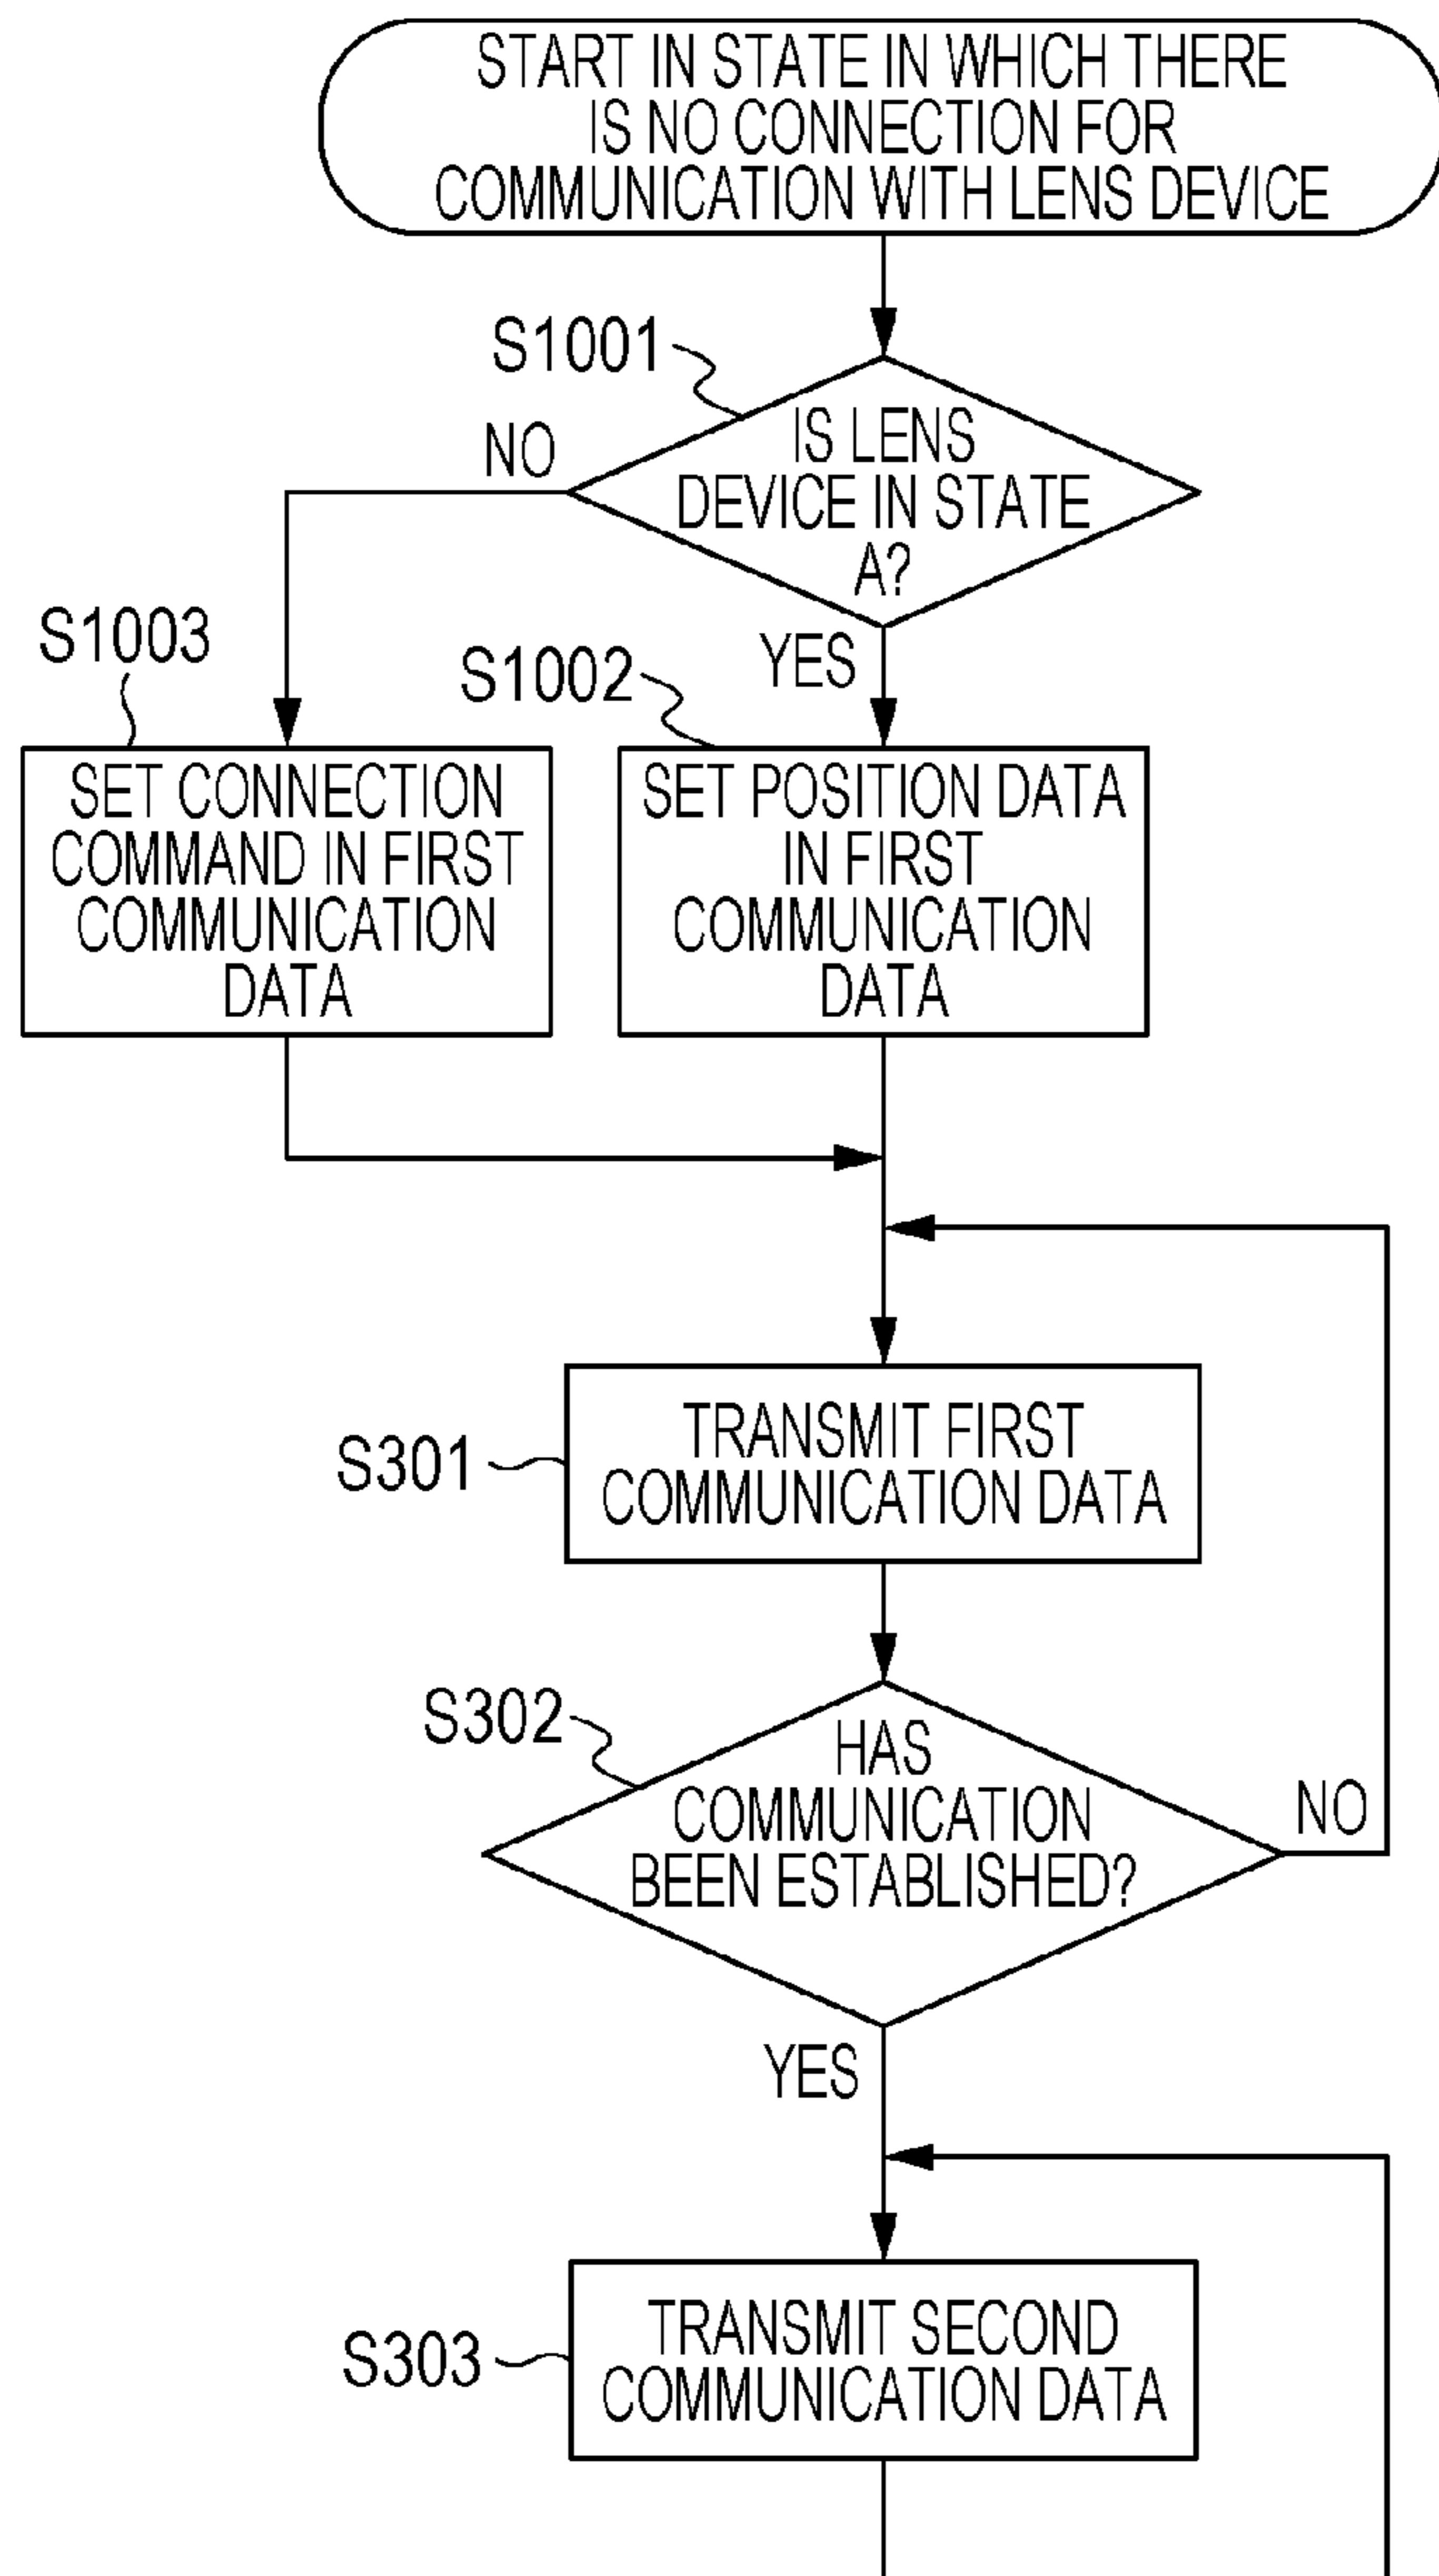 START IN STATE IN WHICH THERE
IS NO CONNECTION FOR
COMMUNICATION WITH LENS DEVICE
S1001
NO
IS LENS
DEVICE IN STATE
A?
S1003
S1002
YES
SET CONNECTION
COMMAND IN FIRST
COMMUNICATION
DATA
SET POSITION DATA
IN FIRST
COMMUNICATION
DATA
S301
TRANSMIT FIRST
COMMUNICATION DATA
S302
HAS
COMMUNICATION
BEEN ESTABLISHED?
NO
YES
S303
TRANSMIT SECOND
COMMUNICATION DATA